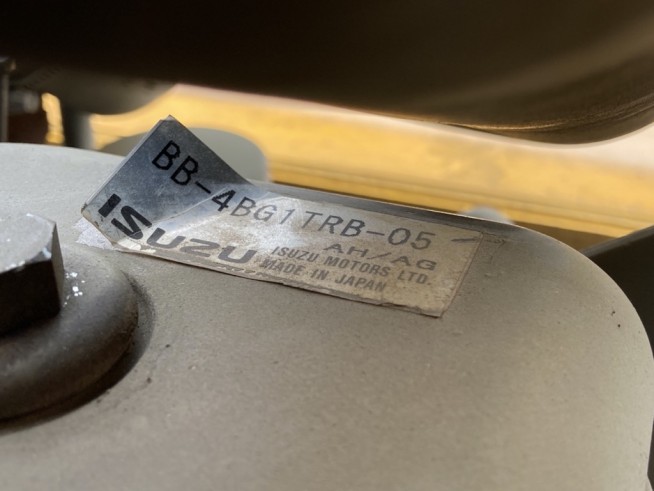 BB-4BG1TRB-05
AH/AG
ISUZU ISUZU MOTORS LTD.
MADE IN JAPAN